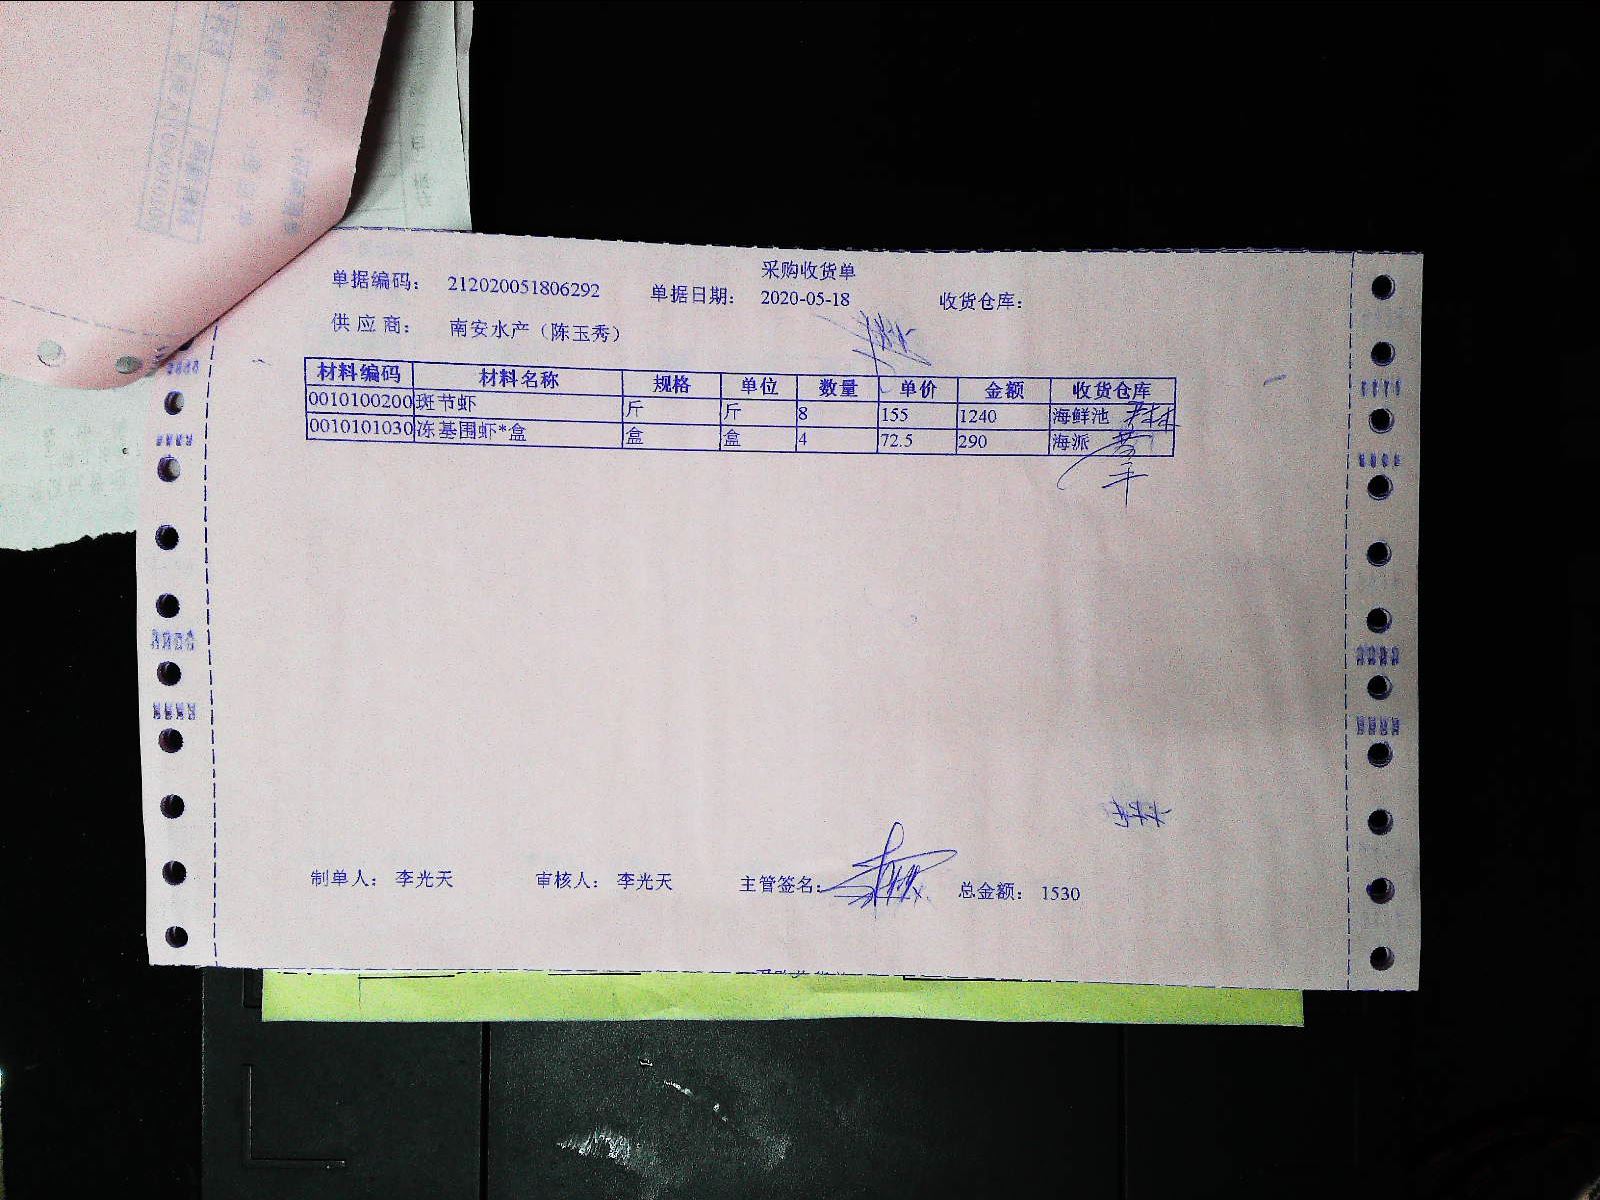 采购收货单
单据编码： 212020051806292 单据日期： 2020-05-18 收货仓库：
供 应 商： 南安水产（陈玉秀）
材料编码 材料名称 规格 单位 数量 单价 金额 收货仓库
0010100200 斑节虾 斤 斤 8 155 1240 海鲜池
0010101030 冻基围虾*盒 盒 盒 4 72.5 290 海派
制单人： 李光天 审核人： 李光天 主管签名： 总金额： 1530